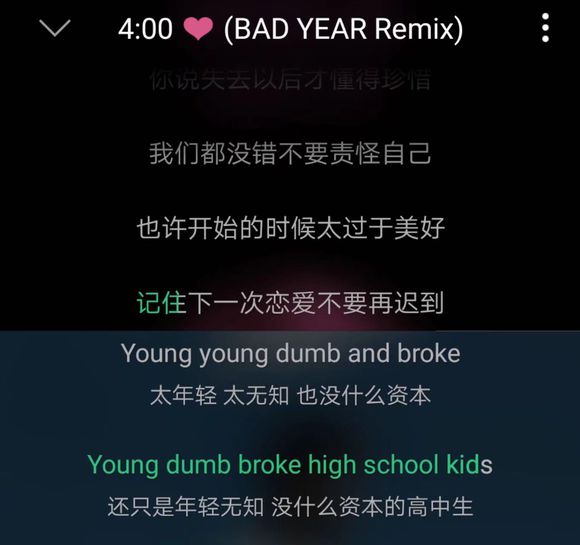 4:00 ❤ (BAD YEAR Remix)
你说失去以后才懂得珍惜
我们都没错不要责怪自己
也许开始的时候太过于美好
记住下一次恋爱不要再迟到
Young young dumb and broke
太年轻 太无知 也没什么资本
Young dumb broke high school kids
还只是年轻无知 没什么资本的高中生